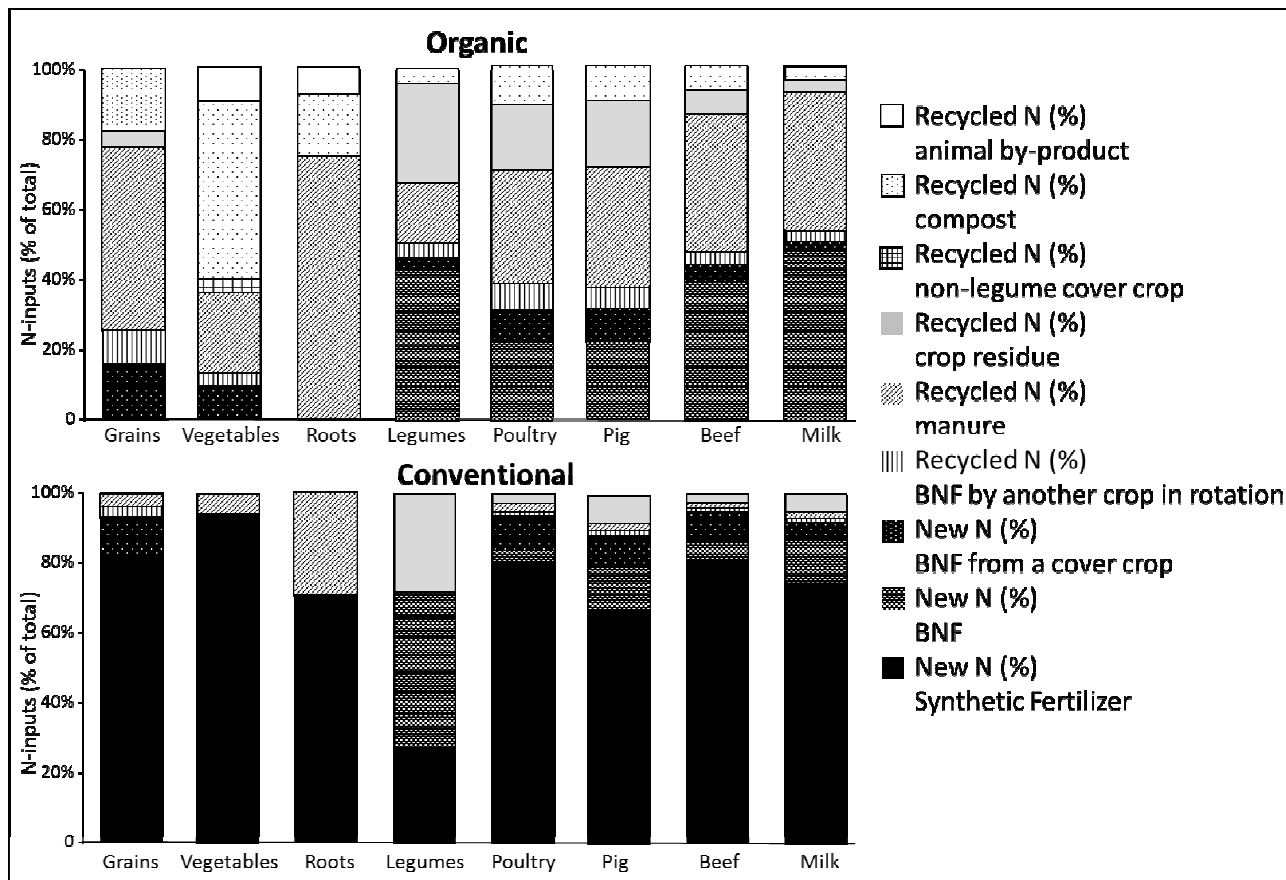 Organic
N-inputs (% of total)
100%
80%
60%
40%
20%
0
Grains Vegetables Roots Legumes Poultry Pig Beef Milk
Conventional
N-inputs (% of total)
100%
80%
60%
40%
20%
0
Grains Vegetables Roots Legumes Poultry Pig Beef Milk
Recycled N (%)
animal by-product
Recycled N (%)
compost
Recycled N (%)
non-legume cover crop
Recycled N (%)
crop residue
Recycled N (%)
manure
Recycled N (%)
BNF by another crop in rotation
New N (%)
BNF from a cover crop
New N (%)
BNF
New N (%)
Synthetic Fertilizer